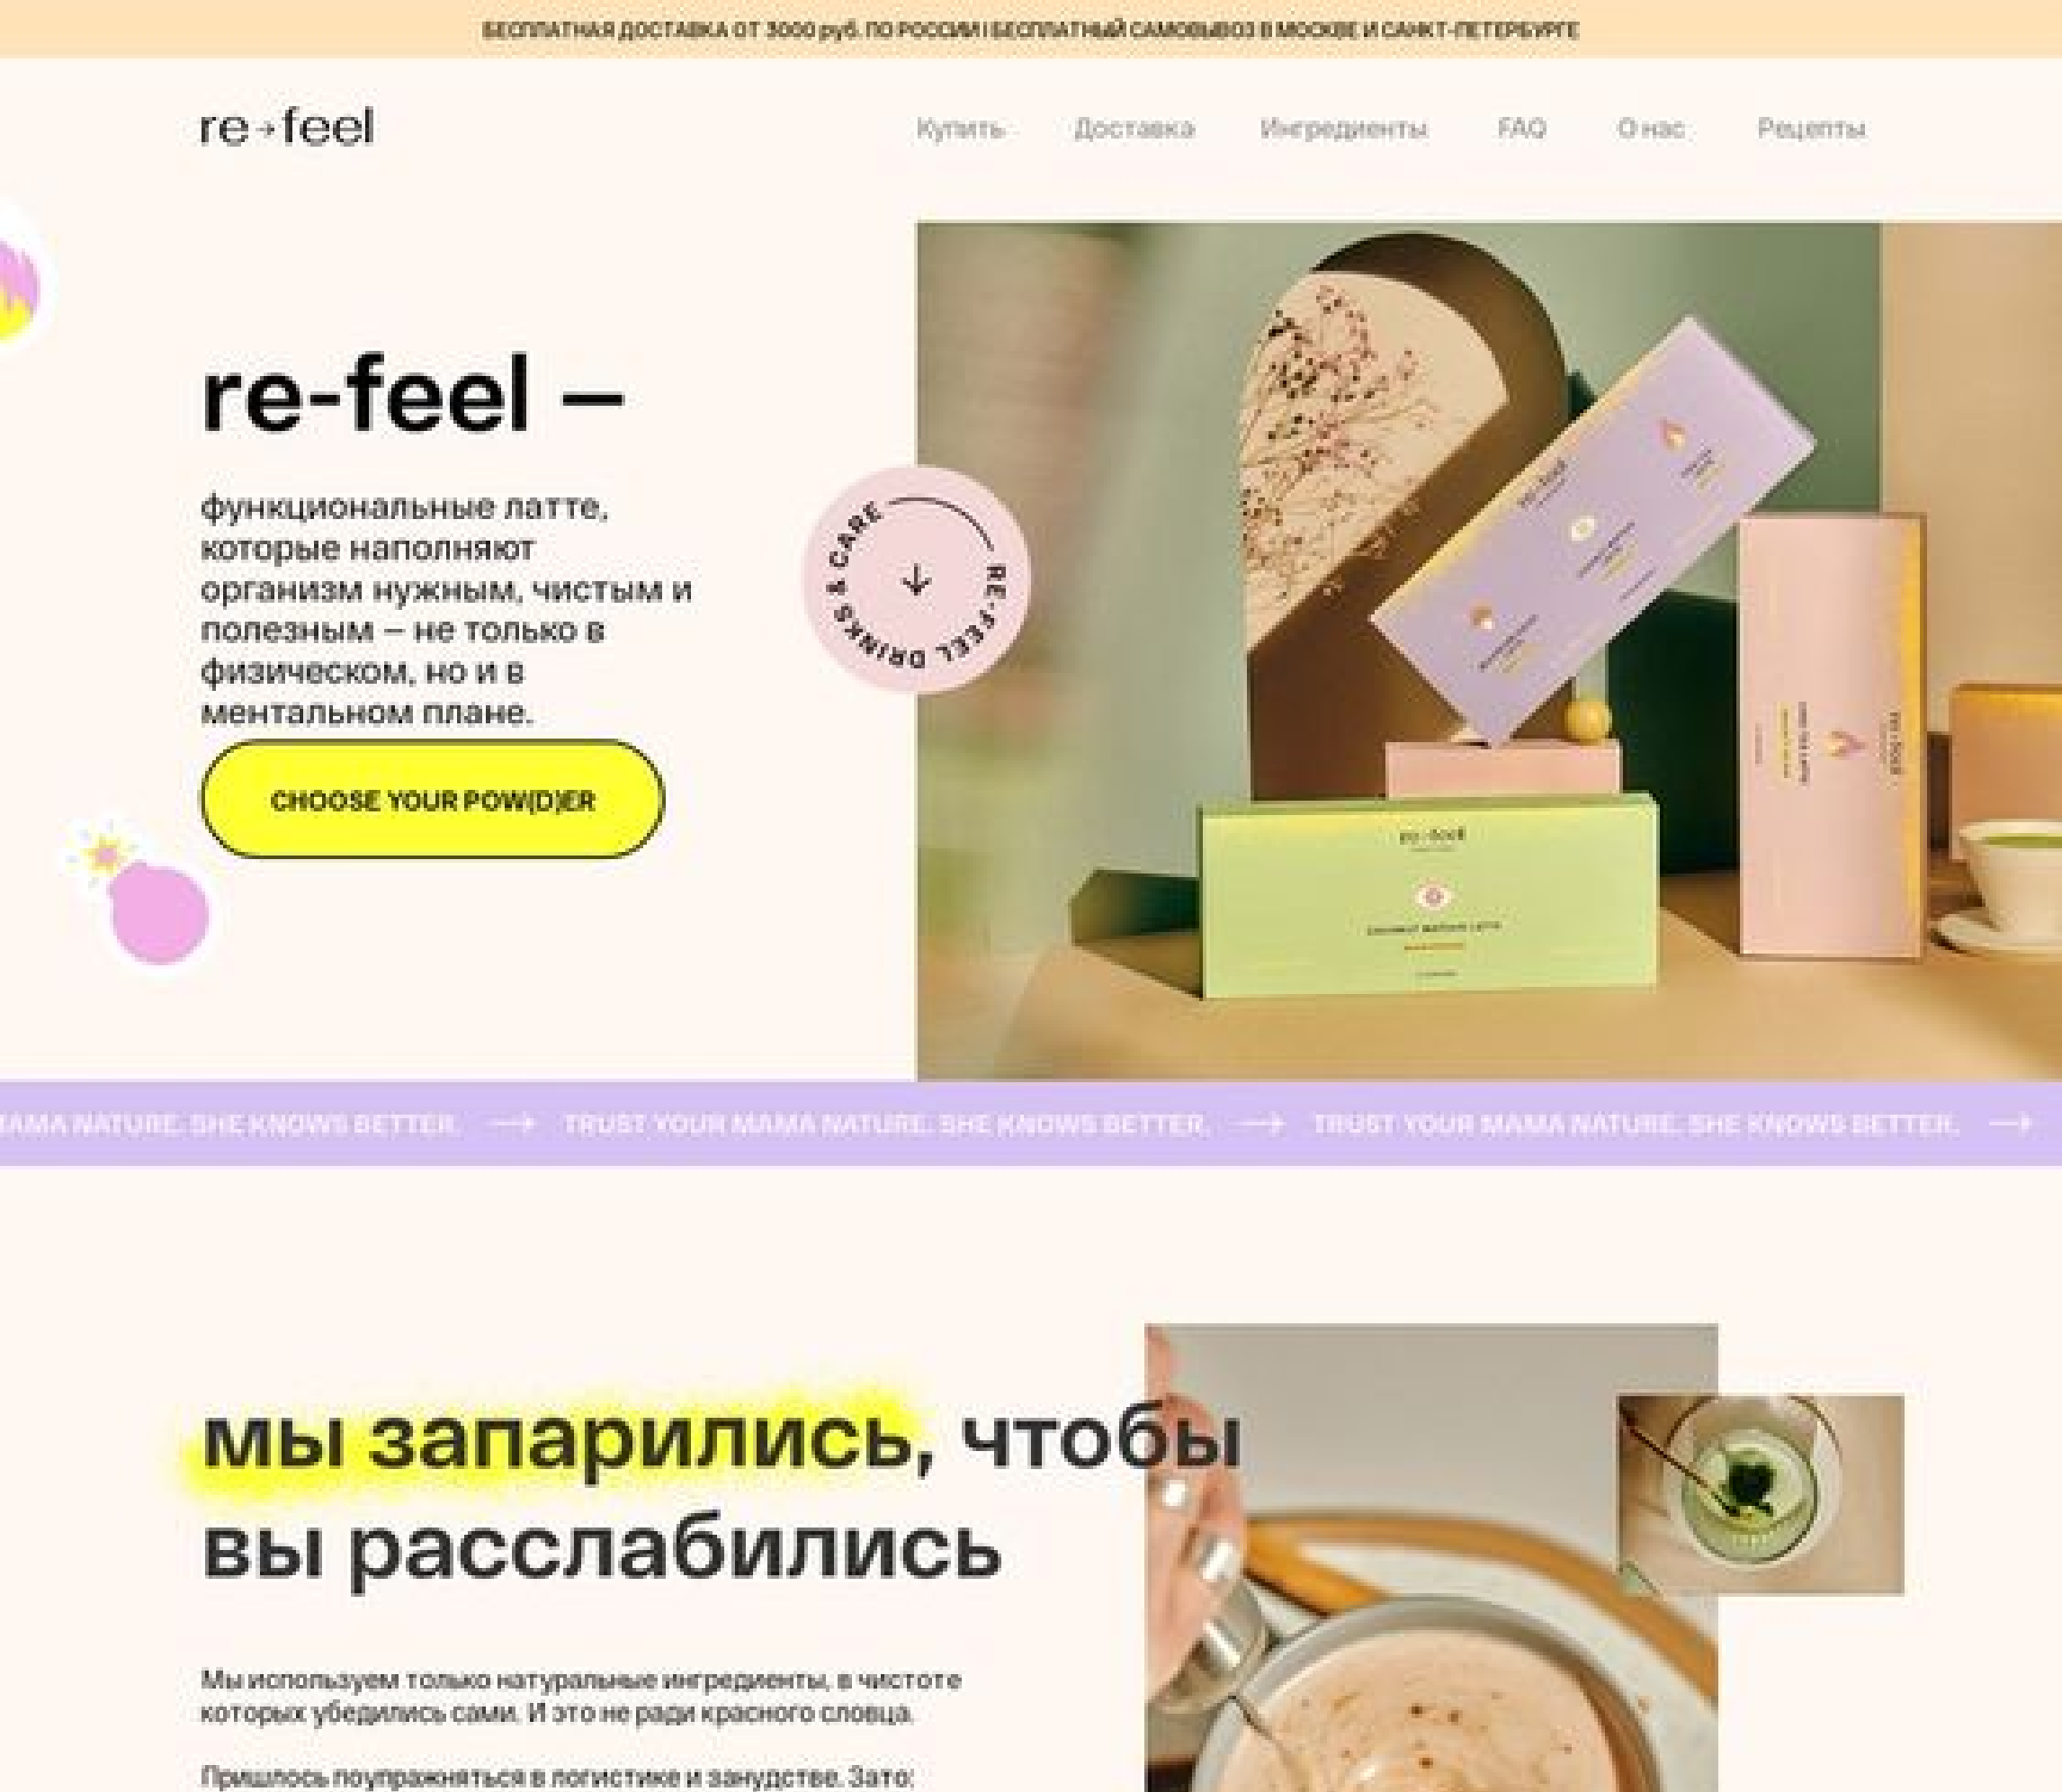 БЕСПЛАТНАЯ ДОСТАВКА ОТ 3000 руб. ПО РОССИИ | БЕСПЛАТНЫЙ САМОВЫВОЗ В МОСКВЕ И САНКТ-ПЕТЕРБУРГЕ
re→feel
Купить Доставка Ингредиенты FAQ О нас Рецепты
re-feel —
функциональные латте,
которые наполняют
организм нужным, чистым и
полезным — не только в
физическом, но и в
ментальном плане.
CHOOSE YOUR POW(D)ER
RE-FEEL DRINKS & CARE
re→feel
COCONUT MATCHA LATTE
MAMA NATURE. SHE KNOWS BETTER. → TRUST YOUR MAMA NATURE. SHE KNOWS BETTER. → TRUST YOUR MAMA NATURE. SHE KNOWS BETTER. →
мы запарились, чтобы
вы расслабились
Мы используем только натуральные ингредиенты, в чистоте
которых убедились сами. И это не ради красного словца.
Пришлось поупражняться в логистике и занудстве. Зато: